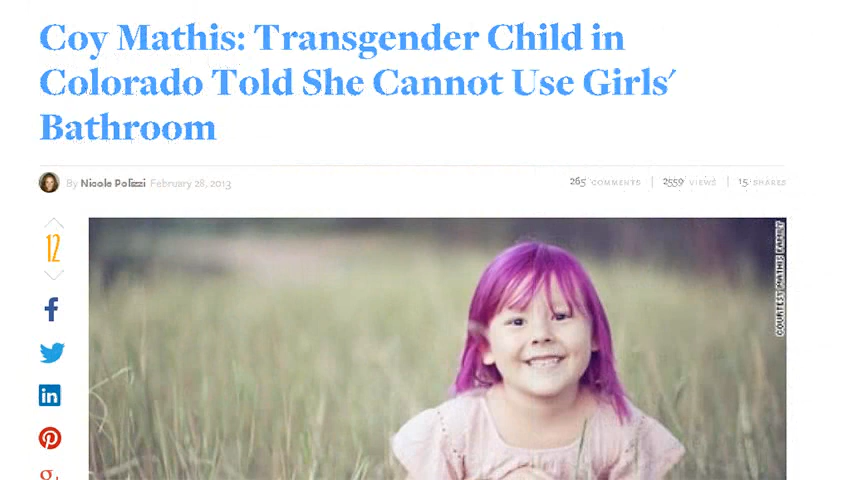 Coy Mathis: Transgender Child in
Colorado Told She Cannot Use Girls'
Bathroom
By Nicole Polizzi February 28, 2013
265 COMMENTS | 2559 VIEWS | 15 SHARES
12
COURTESY MATHIS FAMILY